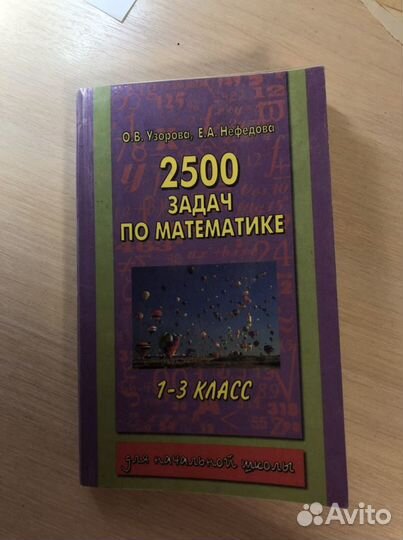 О.В. Узорова, Е.А. Нефедова
2500
ЗАДАЧ
ПО МАТЕМАТИКЕ
1-3 КЛАСС
для начальной школы
Avito